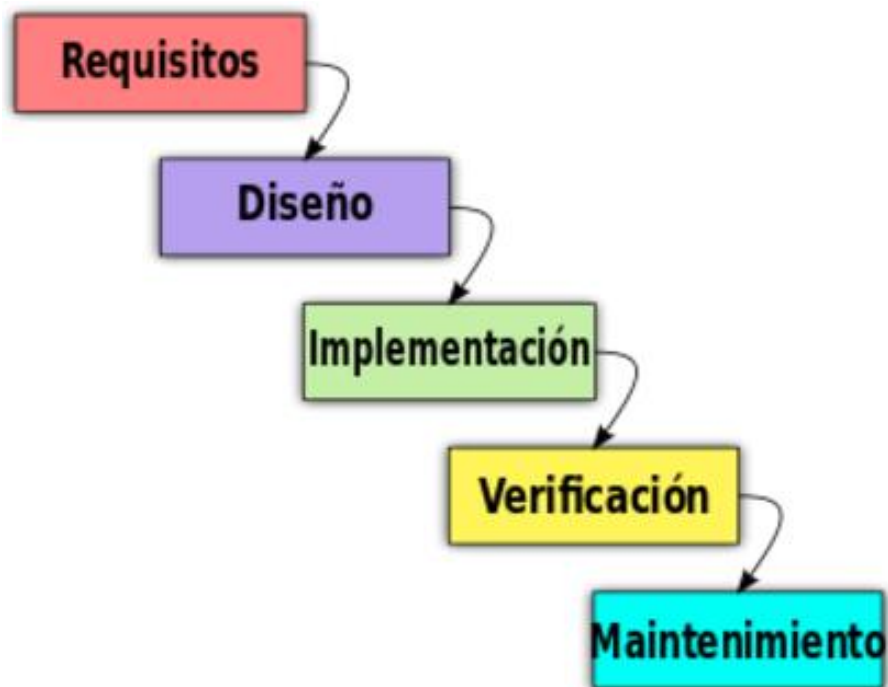 Requisitos
Diseño
Implementación
Verificación
Maintenimiento